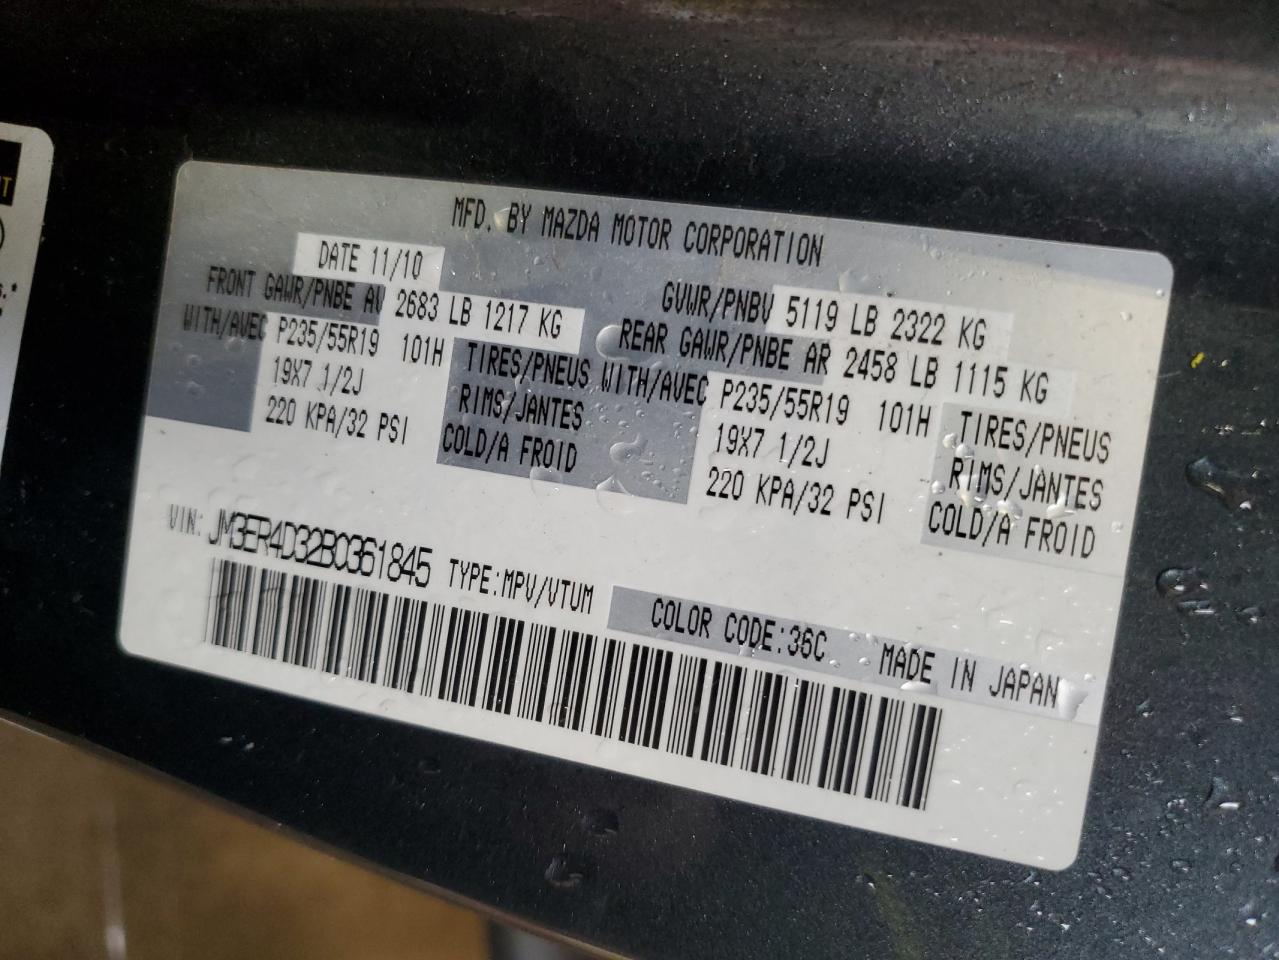 MFD. BY MAZDA MOTOR CORPORATION
DATE 11/10
GVWR/PNBV 5119 LB 2322 KG
FRONT GAWR/PNBE AV 2683 LB 1217 KG
REAR GAWR/PNBE AR 2458 LB 1115 KG
WITH/AVEC P235/55R19 101H TIRES/PNEUS
WITH/AVEC P235/55R19 101H TIRES/PNEUS
19X7 1/2J RIMS/JANTES
19X7 1/2J RIMS/JANTES
220 KPA/32 PSI COLD/A FROID
220 KPA/32 PSI COLD/A FROID
VIN: JM3ER4D32B0361845 TYPE:MPV/VTUM
COLOR CODE:36C MADE IN JAPAN